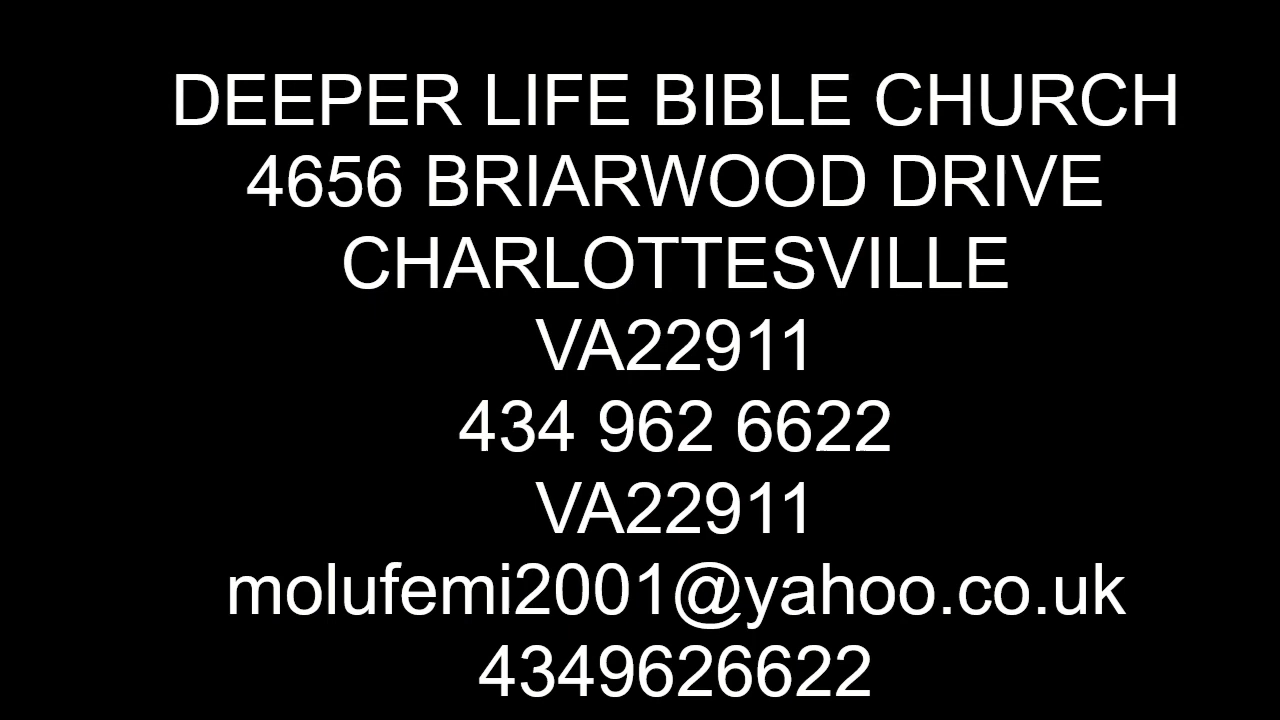 DEEPER LIFE BIBLE CHURCH
4656 BRIARWOOD DRIVE
CHARLOTTESVILLE
VA22911
434 962 6622
VA22911
molufemi2001@yahoo.co.uk
4349626622